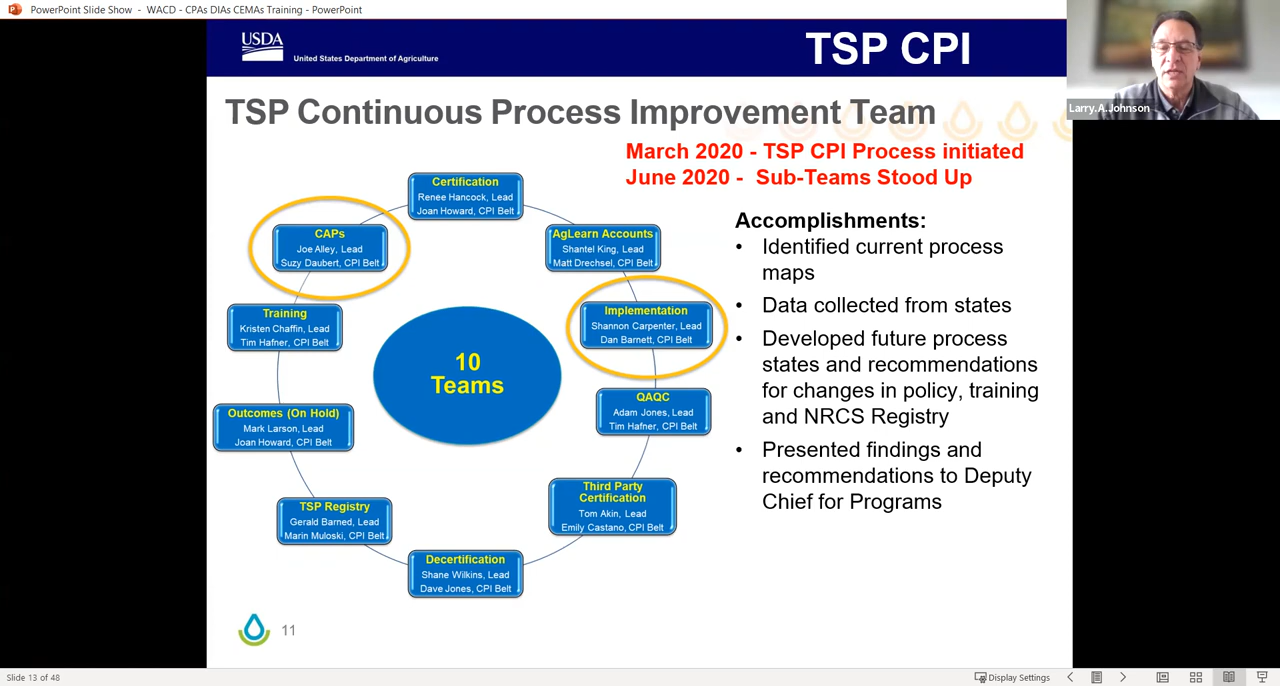 PowerPoint Slide Show - WACD - CPAs DIAs CEMAs Training - PowerPoint
USDA
United States Department of Agriculture
TSP CPI
Larry.A.Johnson
TSP Continuous Process Improvement Team
March 2020 - TSP CPI Process initiated
June 2020 - Sub-Teams Stood Up
Certification
Renee Hancock, Lead
Joan Howard, CPI Belt
CAPs
Joe Alley, Lead
Suzy Daubert, CPI Belt
AgLearn Accounts
Shantel King, Lead
Matt Drechsel, CPI Belt
Training
Kristen Chaffin, Lead
Tim Hafner, CPI Belt
Implementation
Shannon Carpenter, Lead
Dan Barnett, CPI Belt
10
Teams
Outcomes (On Hold)
Mark Larson, Lead
Joan Howard, CPI Belt
QAQC
Adam Jones, Lead
Tim Hafner, CPI Belt
TSP Registry
Gerald Barned, Lead
Marin Muloski, CPI Belt
Third Party
Certification
Tom Akin, Lead
Emily Castano, CPI Belt
Decertification
Shane Wilkins, Lead
Dave Jones, CPI Belt
Accomplishments:
• Identified current process
maps
• Data collected from states
• Developed future process
states and recommendations
for changes in policy, training
and NRCS Registry
• Presented findings and
recommendations to Deputy
Chief for Programs
11
Slide 13 of 48
Display Settings